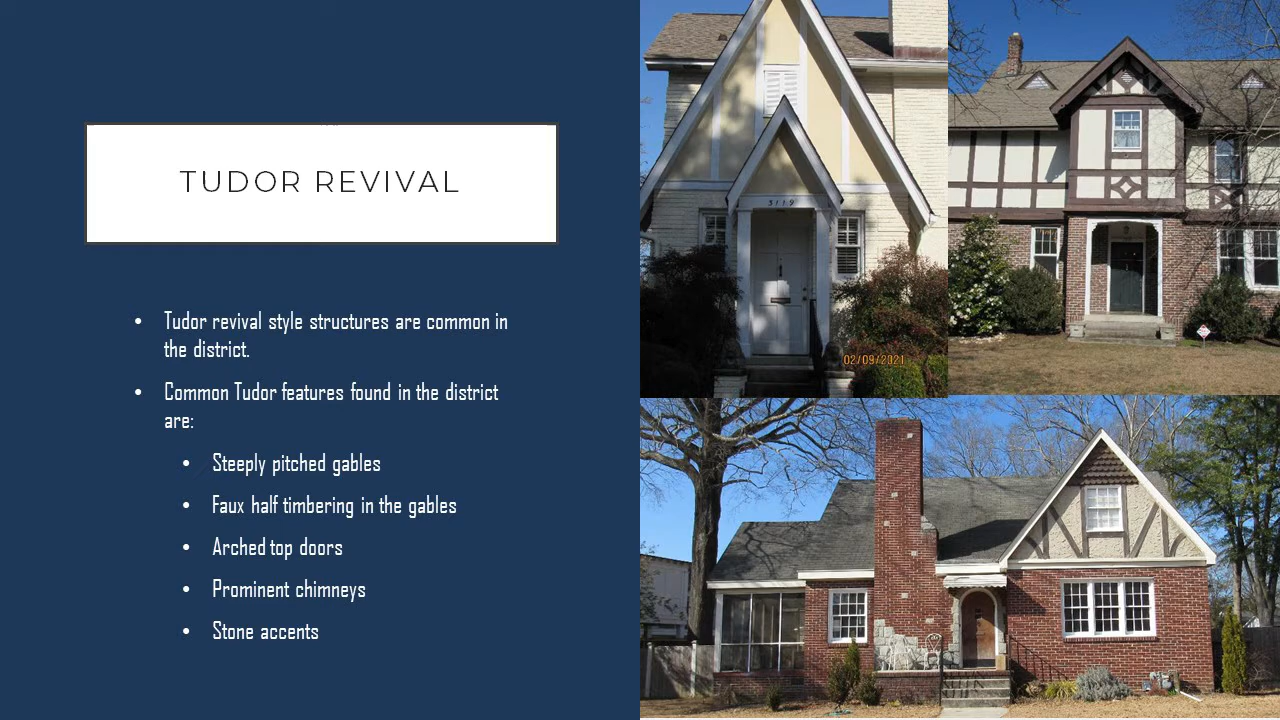 TUDOR REVIVAL
• Tudor revival style structures are common in
the district.
• Common Tudor features found in the district
are:
• Steeply pitched gables
• Faux half timbering in the gables
• Arched top doors
• Prominent chimneys
• Stone accents
3119
02/09/2021